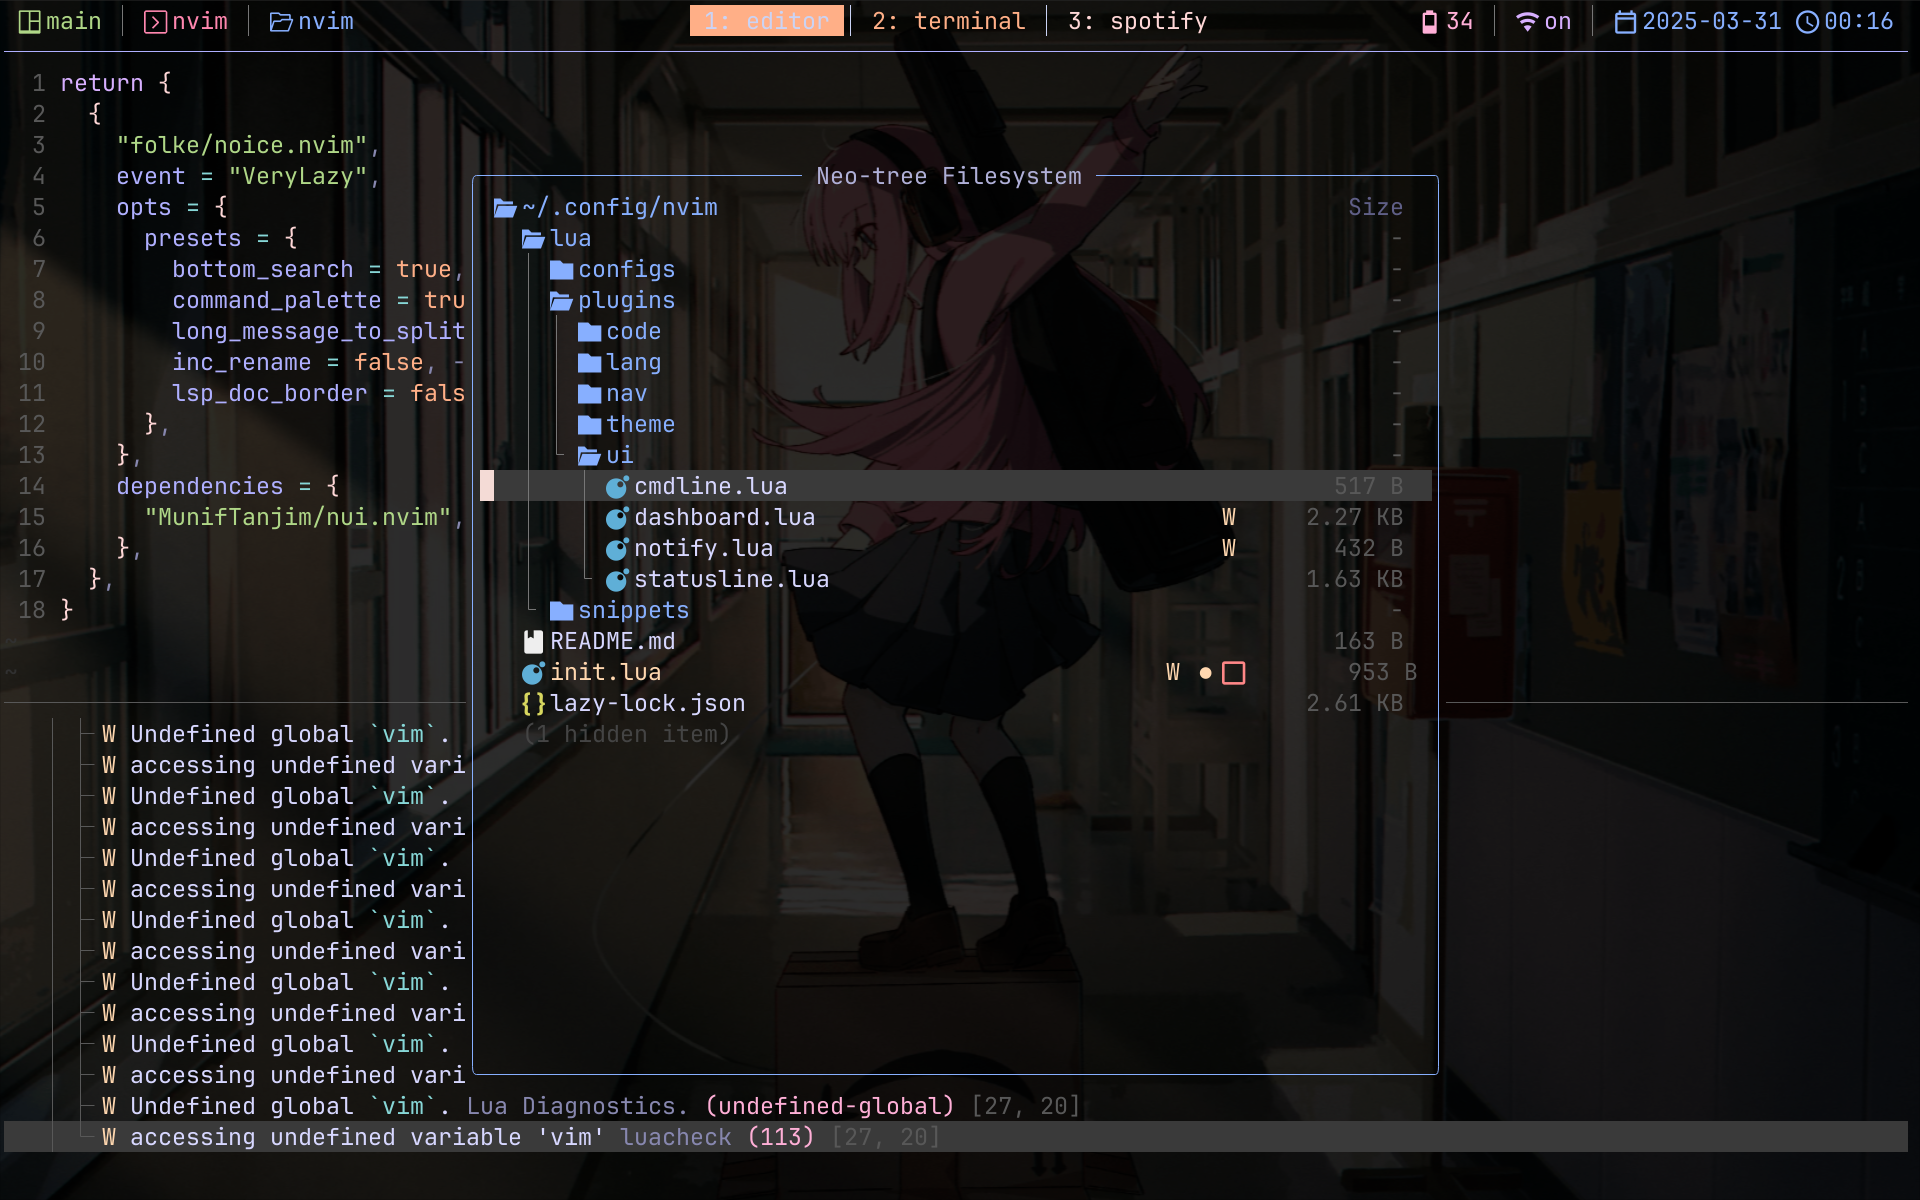 main nvim nvim 1: editor 2: terminal 3: spotify 34 on 2025-03-31 00:16
1 return {
2 {
3 "folke/noice.nvim",
4 event = "VeryLazy",
5 opts = {
6 presets = {
7 bottom_search = true,
8 command_palette = tru
9 long_message_to_split
10 inc_rename = false, -
11 lsp_doc_border = fals
12 },
13 },
14 dependencies = {
15 "MunifTanjim/nui.nvim",
16 },
17 },
18 }
~
~
Neo-tree Filesystem
~/.config/nvim Size
lua -
configs -
plugins -
code -
lang -
nav -
theme -
ui -
cmdline.lua 517 B
dashboard.lua W 2.27 KB
notify.lua W 432 B
statusline.lua 1.63 KB
snippets -
README.md 163 B
init.lua W 953 B
lazy-lock.json 2.61 KB
(1 hidden item)
W Undefined global `vim`.
W accessing undefined vari
W Undefined global `vim`.
W accessing undefined vari
W Undefined global `vim`.
W accessing undefined vari
W Undefined global `vim`.
W accessing undefined vari
W Undefined global `vim`.
W accessing undefined vari
W Undefined global `vim`.
W accessing undefined vari
W Undefined global `vim`. Lua Diagnostics. (undefined-global) [27, 20]
W accessing undefined variable 'vim' luacheck (113) [27, 20]